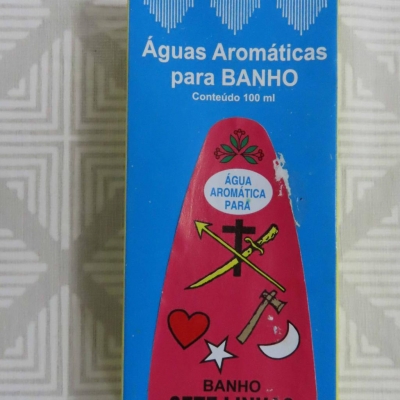 Águas Aromáticas
para BANHO
Conteúdo 100 ml
ÁGUA
AROMÁTICA
PARA
BANHO